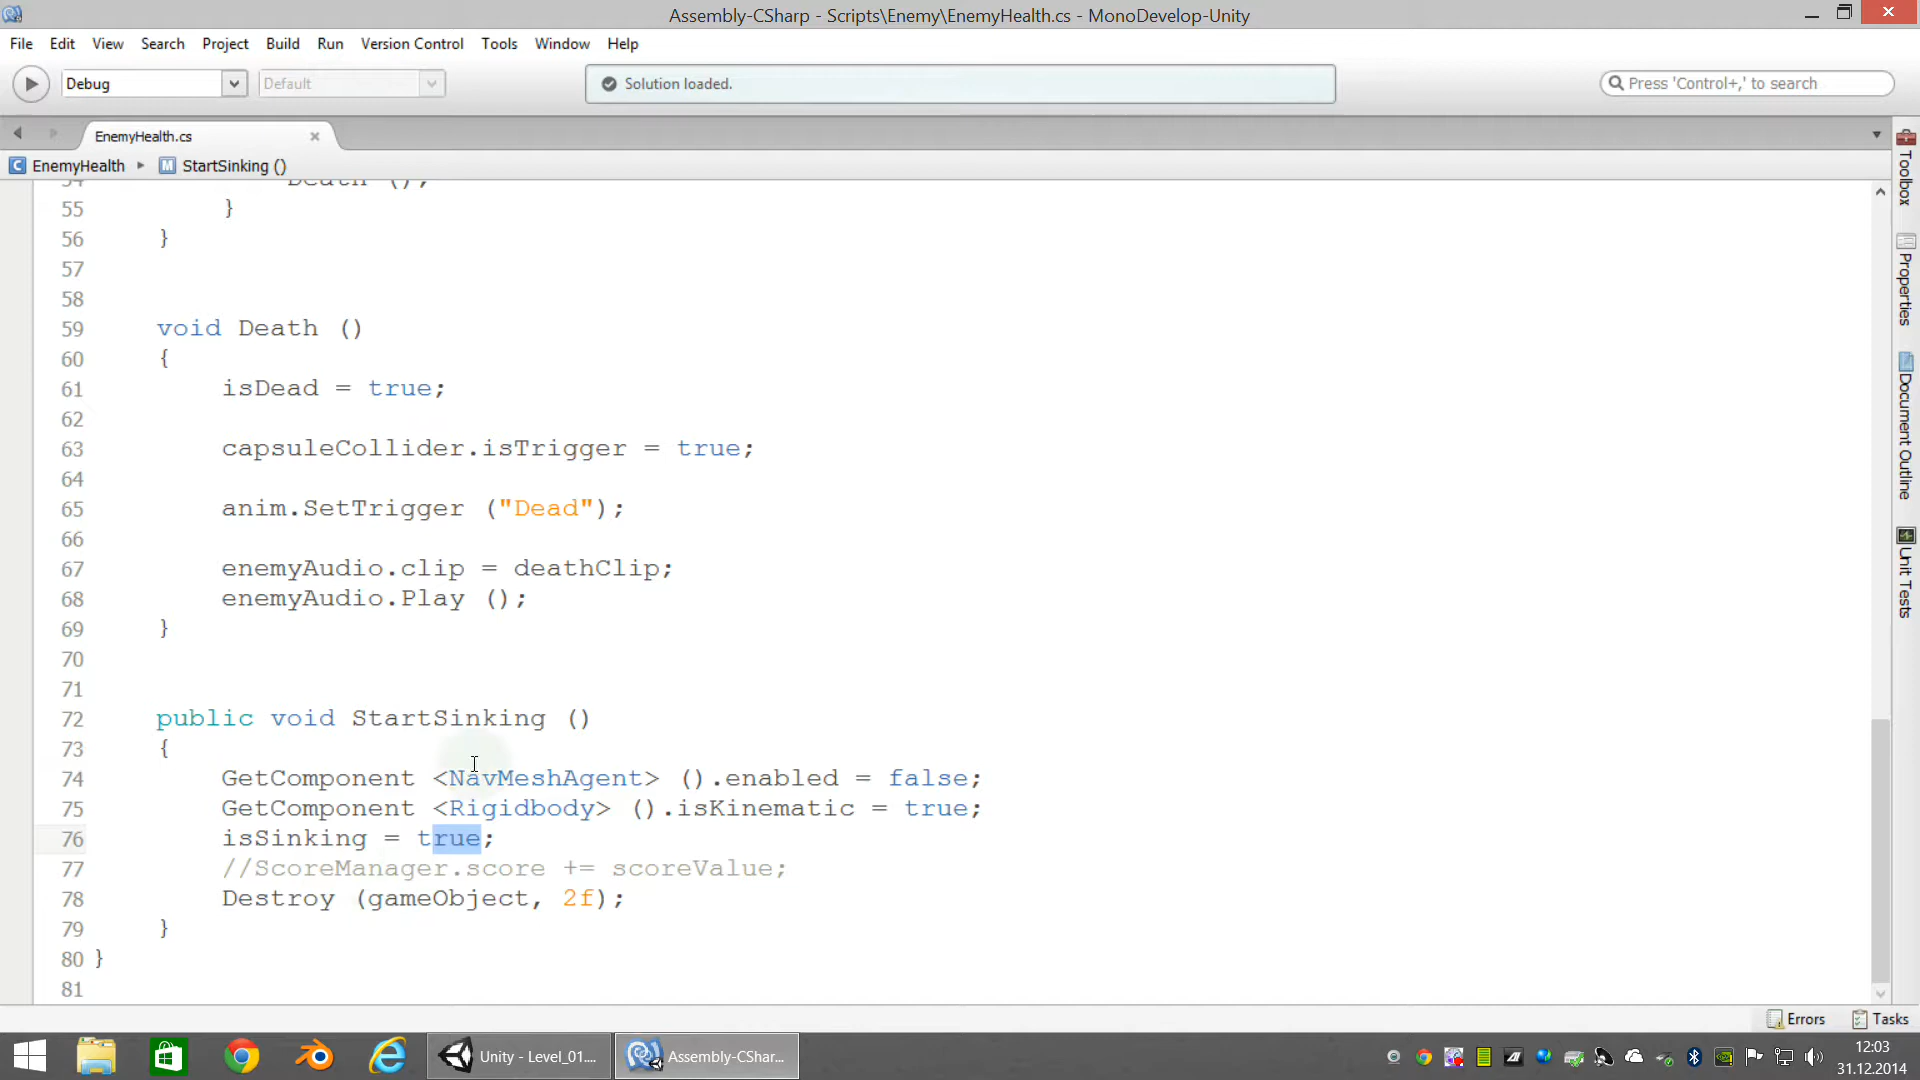 Assembly-CSharp - Scripts\Enemy\EnemyHealth.cs - MonoDevelop-Unity
File Edit View Search Project Build Run Version Control Tools Window Help
Debug Default Solution loaded. Press 'Control+,' to search
EnemyHealth.cs
EnemyHealth StartSinking ()
54 Death ();
55 }
56 }
57
58
59 void Death ()
60 {
61 isDead = true;
62
63 capsuleCollider.isTrigger = true;
64
65 anim.SetTrigger ("Dead");
66
67 enemyAudio.clip = deathClip;
68 enemyAudio.Play ();
69 }
70
71
72 public void StartSinking ()
73 {
74 GetComponent <NavMeshAgent> ().enabled = false;
75 GetComponent <Rigidbody> ().isKinematic = true;
76 isSinking = true;
77 //ScoreManager.score += scoreValue;
78 Destroy (gameObject, 2f);
79 }
80 }
81
Toolbox
Properties
Document Outline
Unit Tests
Errors Tasks
Unity - Level_01.... Assembly-CShar...
12:03
31.12.2014